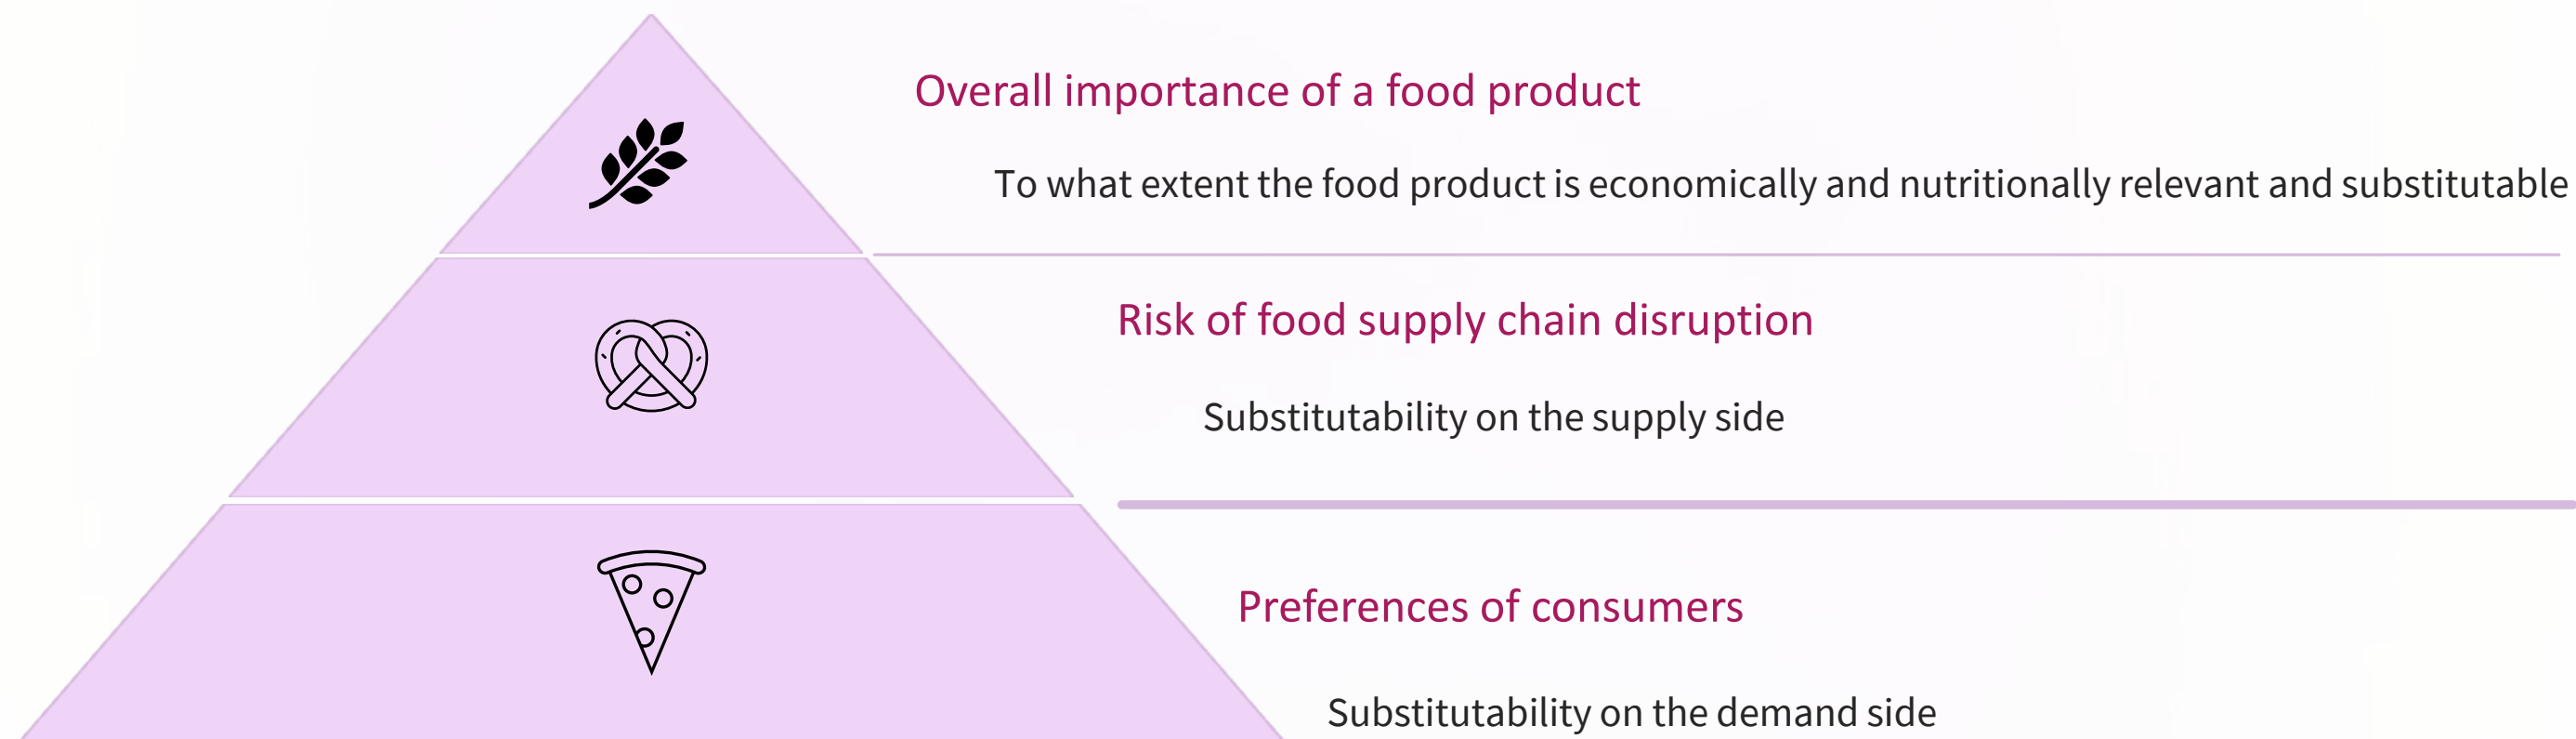 Overall importance of a food product
To what extent the food product is economically and nutritionally relevant and substitutable
Risk of food supply chain disruption
Substitutability on the supply side
Preferences of consumers
Substitutability on the demand side